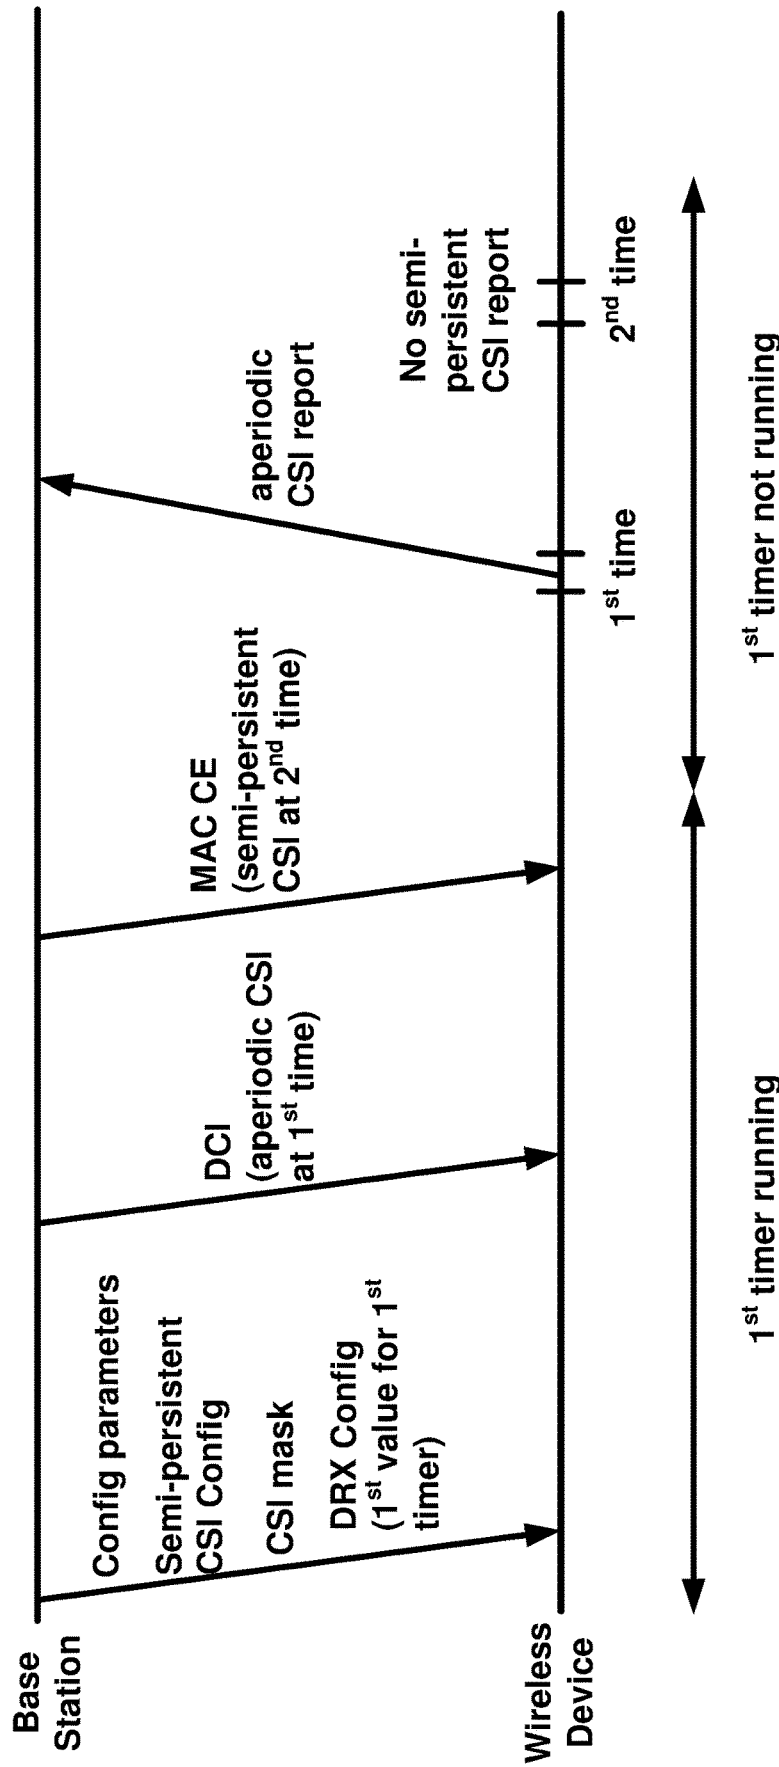 Base
Station
Config parameters
Semi-persistent
CSI Config
CSI mask
DRX Config
(1st value for 1st
timer)
DCI
(aperiodic CSI
at 1st time)
MAC CE
(semi-persistent
CSI at 2nd time)
aperiodic
CSI report
No semi-
persistent
CSI report
Wireless
Device
1st time
2nd time
1st timer running
1st timer not running